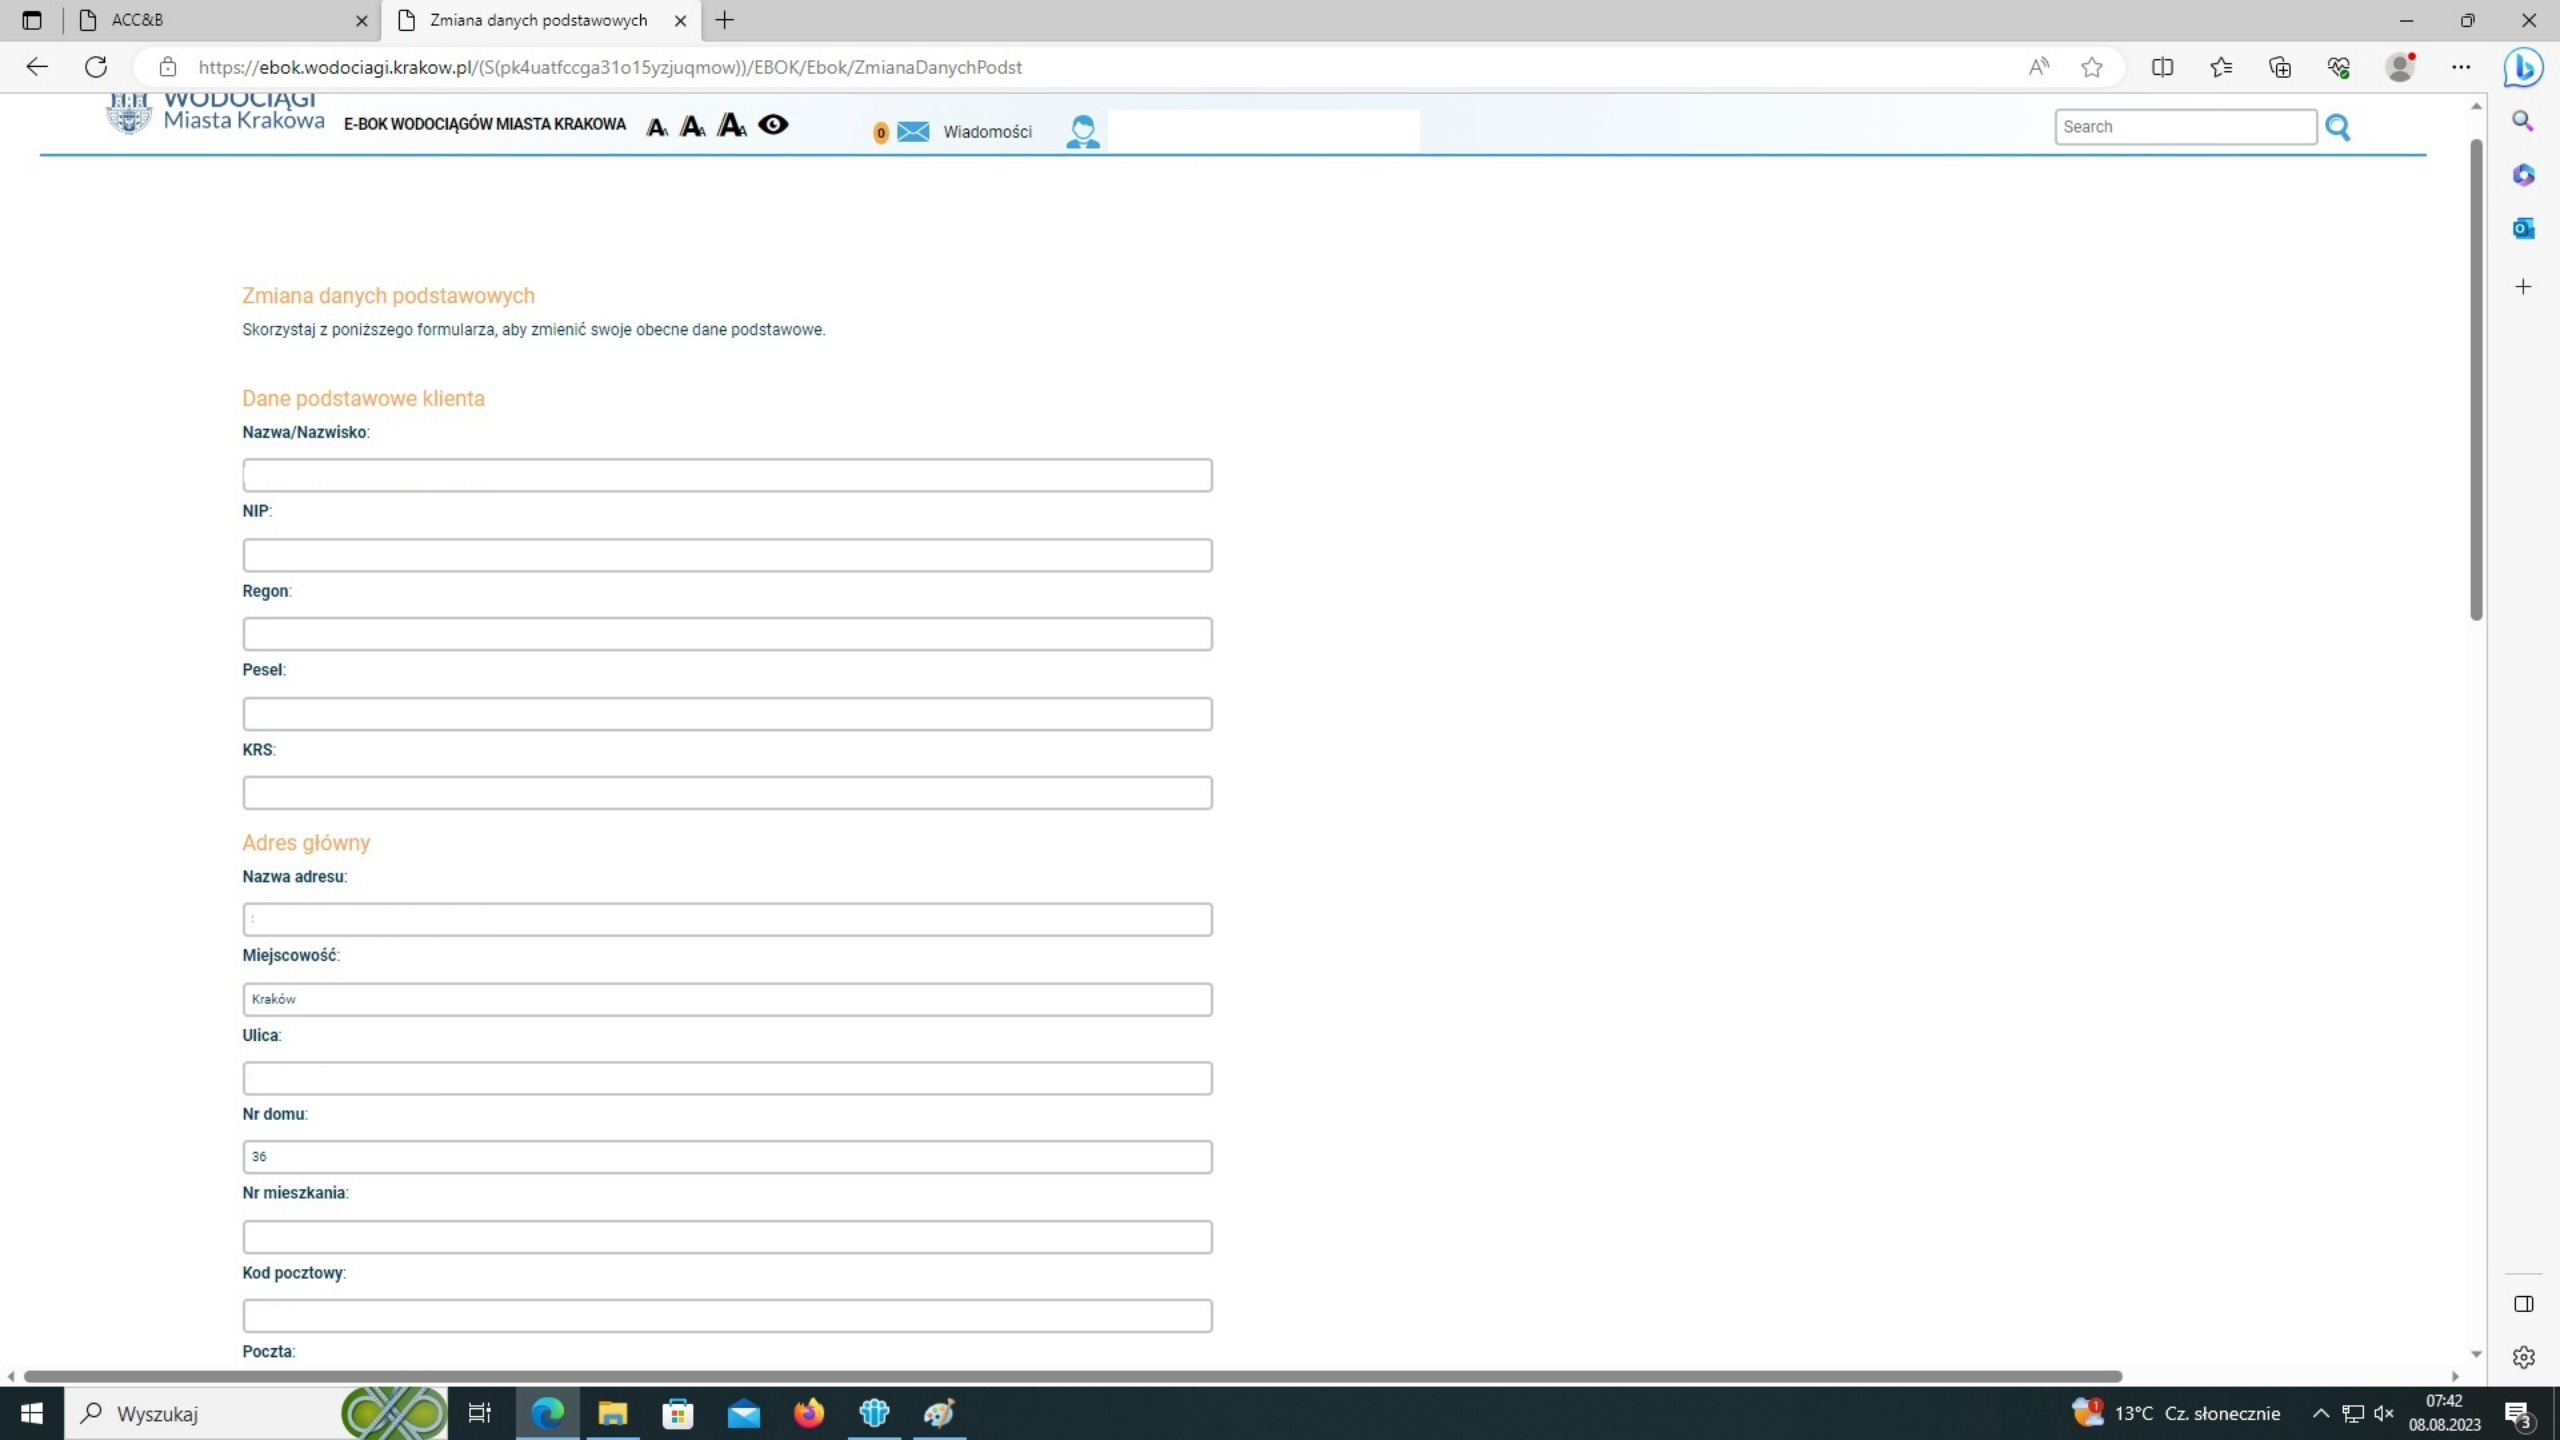 ACC&B
Zmiana danych podstawowych
https://ebok.wodociagi.krakow.pl/(S(pk4uatfccga31o15yzjuqmow))/EBOK/Ebok/ZmianaDanychPodst
WODOCIĄGI
Miasta Krakowa
E-BOK WODOCIĄGÓW MIASTA KRAKOWA
0 Wiadomości
Search
Zmiana danych podstawowych
Skorzystaj z poniższego formularza, aby zmienić swoje obecne dane podstawowe.
Dane podstawowe klienta
Nazwa/Nazwisko:
NIP:
Regon:
Pesel:
KRS:
Adres główny
Nazwa adresu:
Miejscowość:
Kraków
Ulica:
Nr domu:
36
Nr mieszkania:
Kod pocztowy:
Poczta:
Wyszukaj
1
13°C Cz. słonecznie
07:42
08.08.2023
3